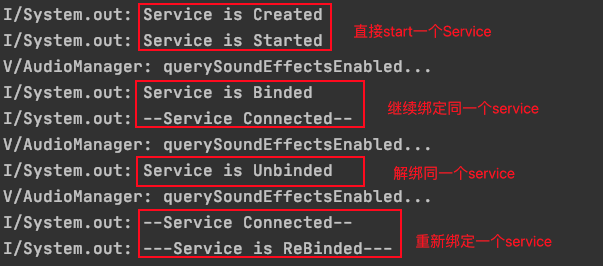 I/System.out: Service is Created
I/System.out: Service is Started
直接start一个Service
V/AudioManager: querySoundEffectsEnabled...
I/System.out: Service is Binded
I/System.out: --Service Connected--
继续绑定同一个service
V/AudioManager: querySoundEffectsEnabled...
I/System.out: Service is Unbinded
解绑同一个service
V/AudioManager: querySoundEffectsEnabled...
I/System.out: --Service Connected--
I/System.out: ---Service is ReBinded---
重新绑定一个service